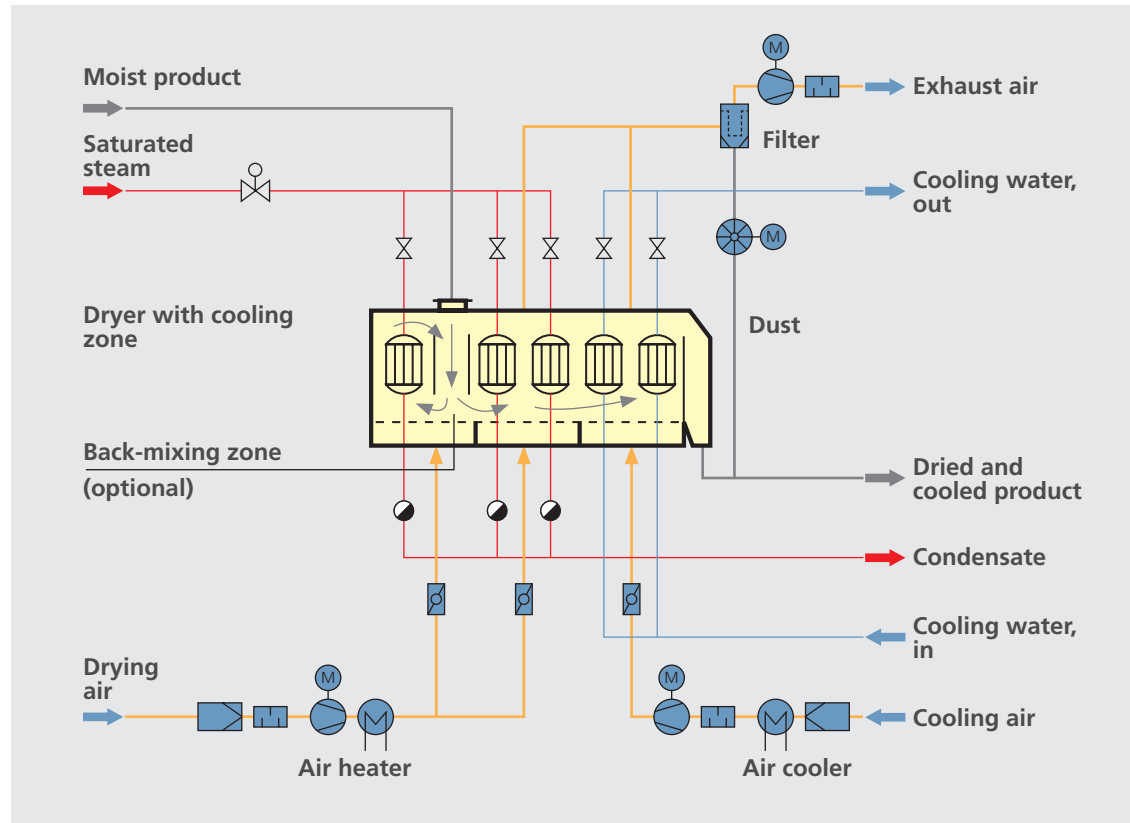 Moist product
Saturated
steam
M
Exhaust air
Filter
Cooling water,
out
M
Dryer with cooling
zone
Dust
Back-mixing zone
(optional)
Dried and
cooled product
Condensate
Cooling water,
in
Drying
air
M
M
Cooling air
Air heater
Air cooler